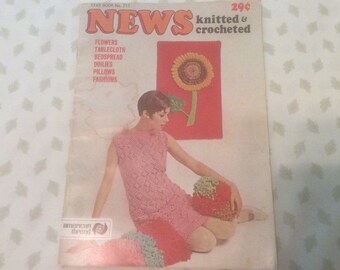 NEWS
knitted &
crocheted
29¢
FLOWERS
TABLECLOTH
BEDSPREAD
DOILIES
PILLOWS
FASHIONS